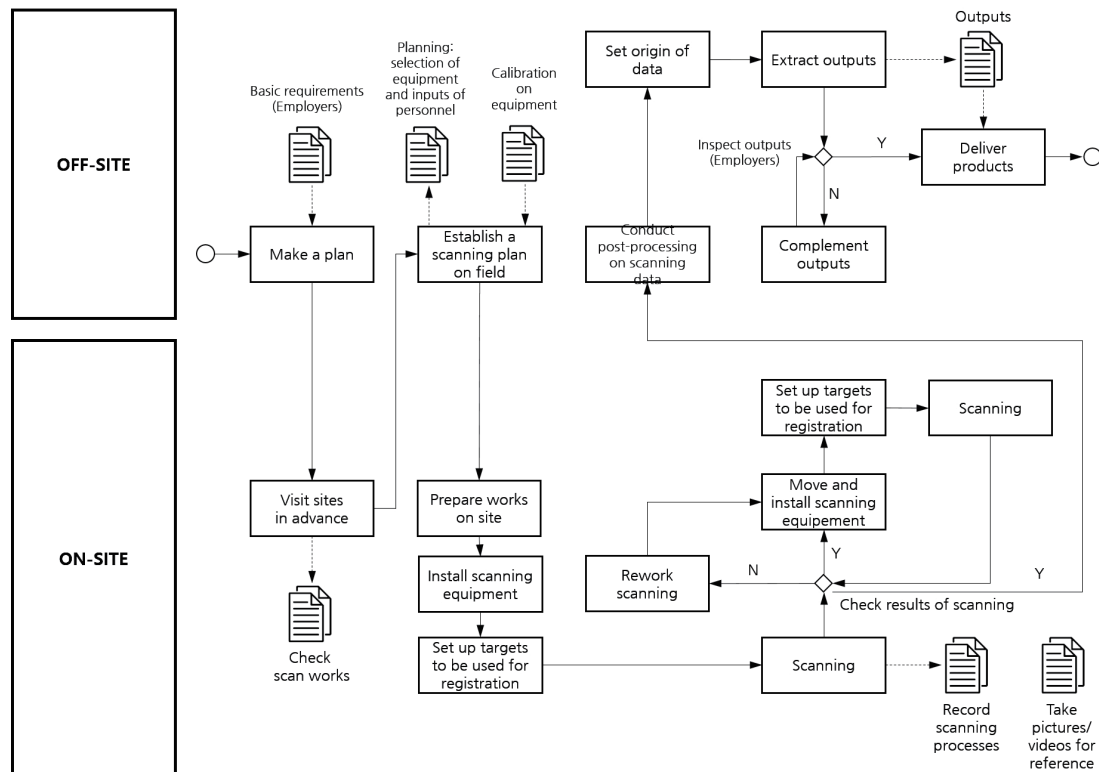 OFF-SITE
Basic requirements
(Employers)
Planning:
selection of
equipment
and inputs of
personnel
Calibration
on
equipment
Make a plan
Establish a
scanning plan
on field
Set origin of
data
Extract outputs
Outputs
Inspect outputs
(Employers)
Y
N
Deliver
products
Conduct
post-processing
on scanning
data
Complement
outputs
ON-SITE
Visit sites
in advance
Check
scan works
Prepare works
on site
Install scanning
equipment
Set up targets
to be used for
registration
Set up targets
to be used for
registration
Scanning
Move and
install scanning
equipement
Rework
scanning
N
Y
Y
Check results of scanning
Scanning
Record
scanning
processes
Take
pictures/
videos for
reference